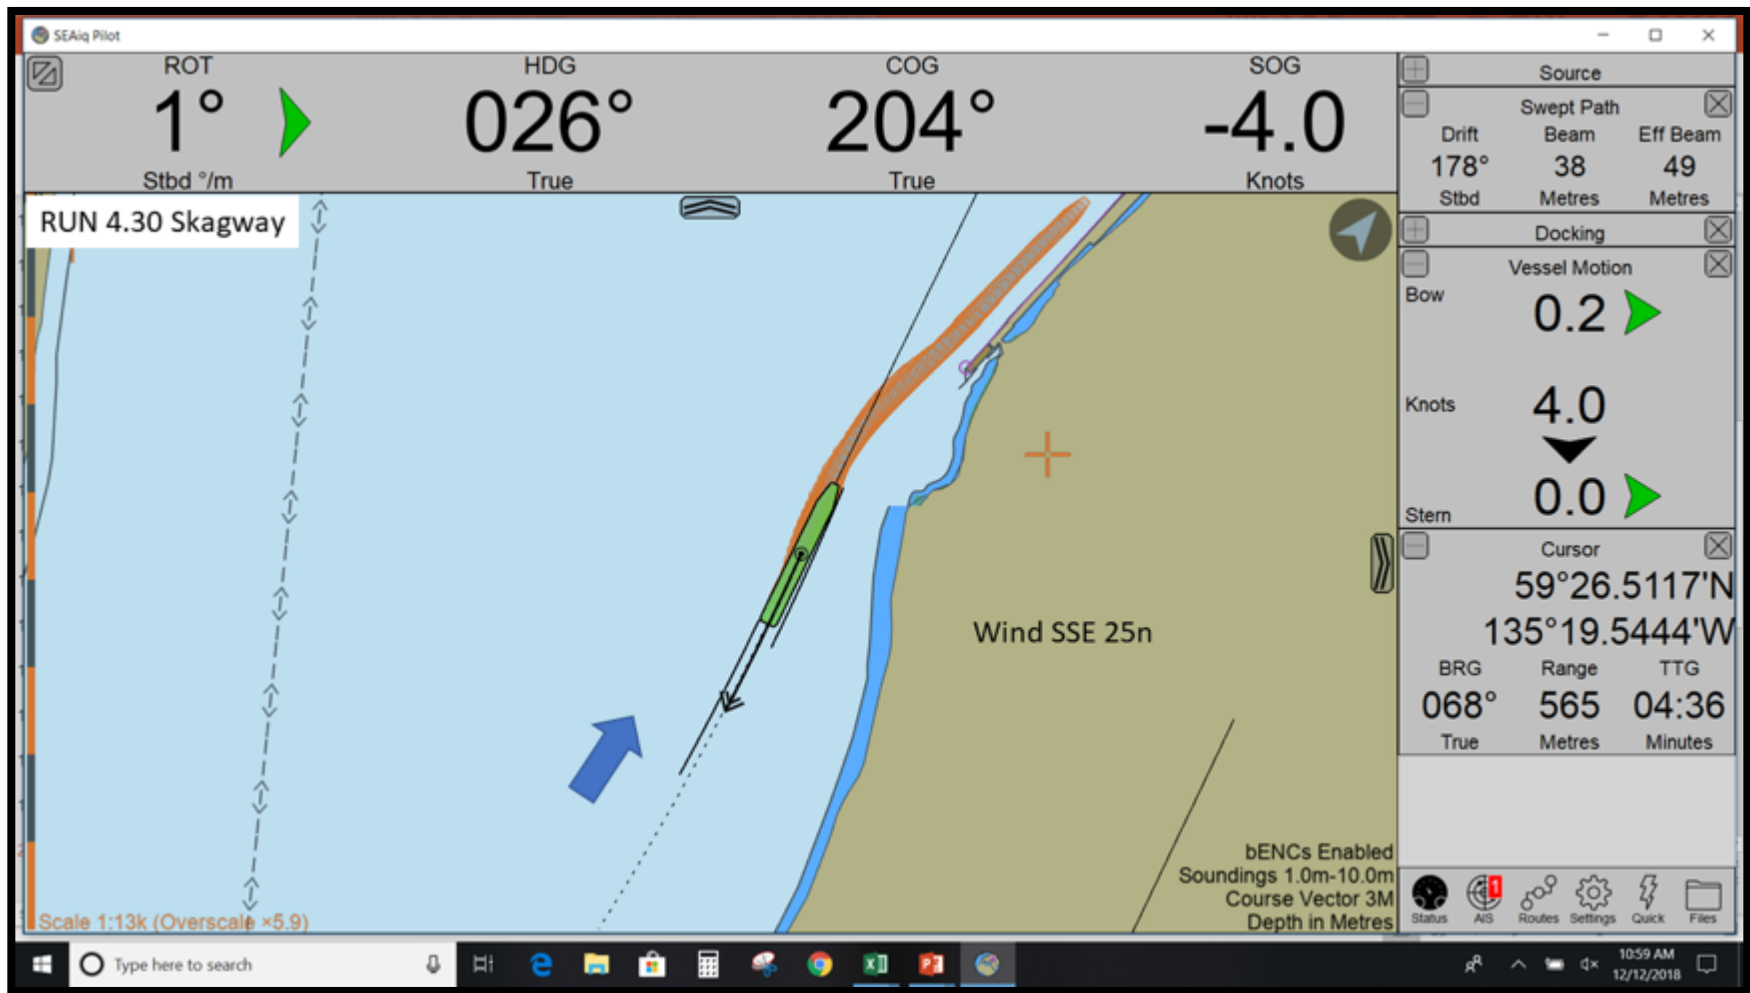 SEAiq Pilot
ROT HDG COG SOG
1° 026° 204° -4.0
Stbd °/m True True Knots
RUN 4.30 Skagway
Wind SSE 25n
bENCs Enabled
Soundings 1.0m-10.0m
Course Vector 3M
Depth in Metres
Scale 1:13k (Overscale ×5.9)
Source
Swept Path
Drift Beam Eff Beam
178° 38 49
Stbd Metres Metres
Docking
Vessel Motion
Bow
0.2
Knots 4.0
0.0
Stern
Cursor
59°26.5117'N
135°19.5444'W
BRG Range TTG
068° 565 04:36
True Metres Minutes
1
Status AIS Routes Settings Quick Files
Type here to search
10:59 AM
12/12/2018